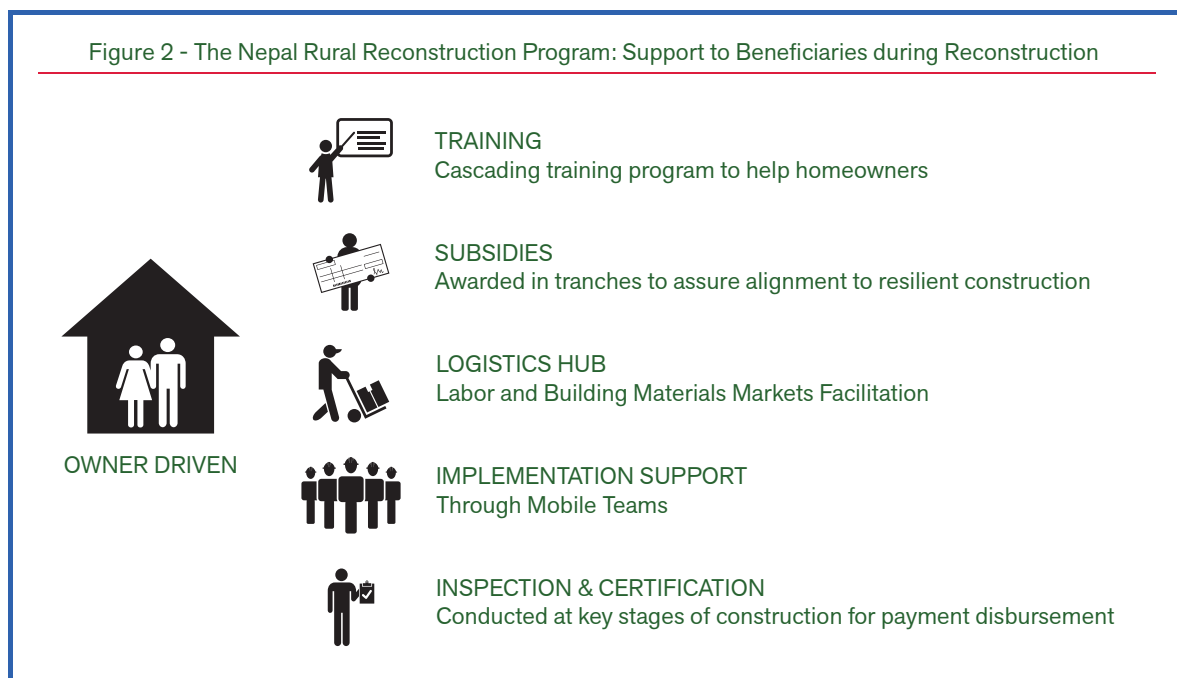 Figure 2 - The Nepal Rural Reconstruction Program: Support to Beneficiaries during Reconstruction
TRAINING
Cascading training program to help homeowners
SUBSIDIES
Awarded in tranches to assure alignment to resilient construction
LOGISTICS HUB
Labor and Building Materials Markets Facilitation
OWNER DRIVEN
IMPLEMENTATION SUPPORT
Through Mobile Teams
INSPECTION & CERTIFICATION
Conducted at key stages of construction for payment disbursement